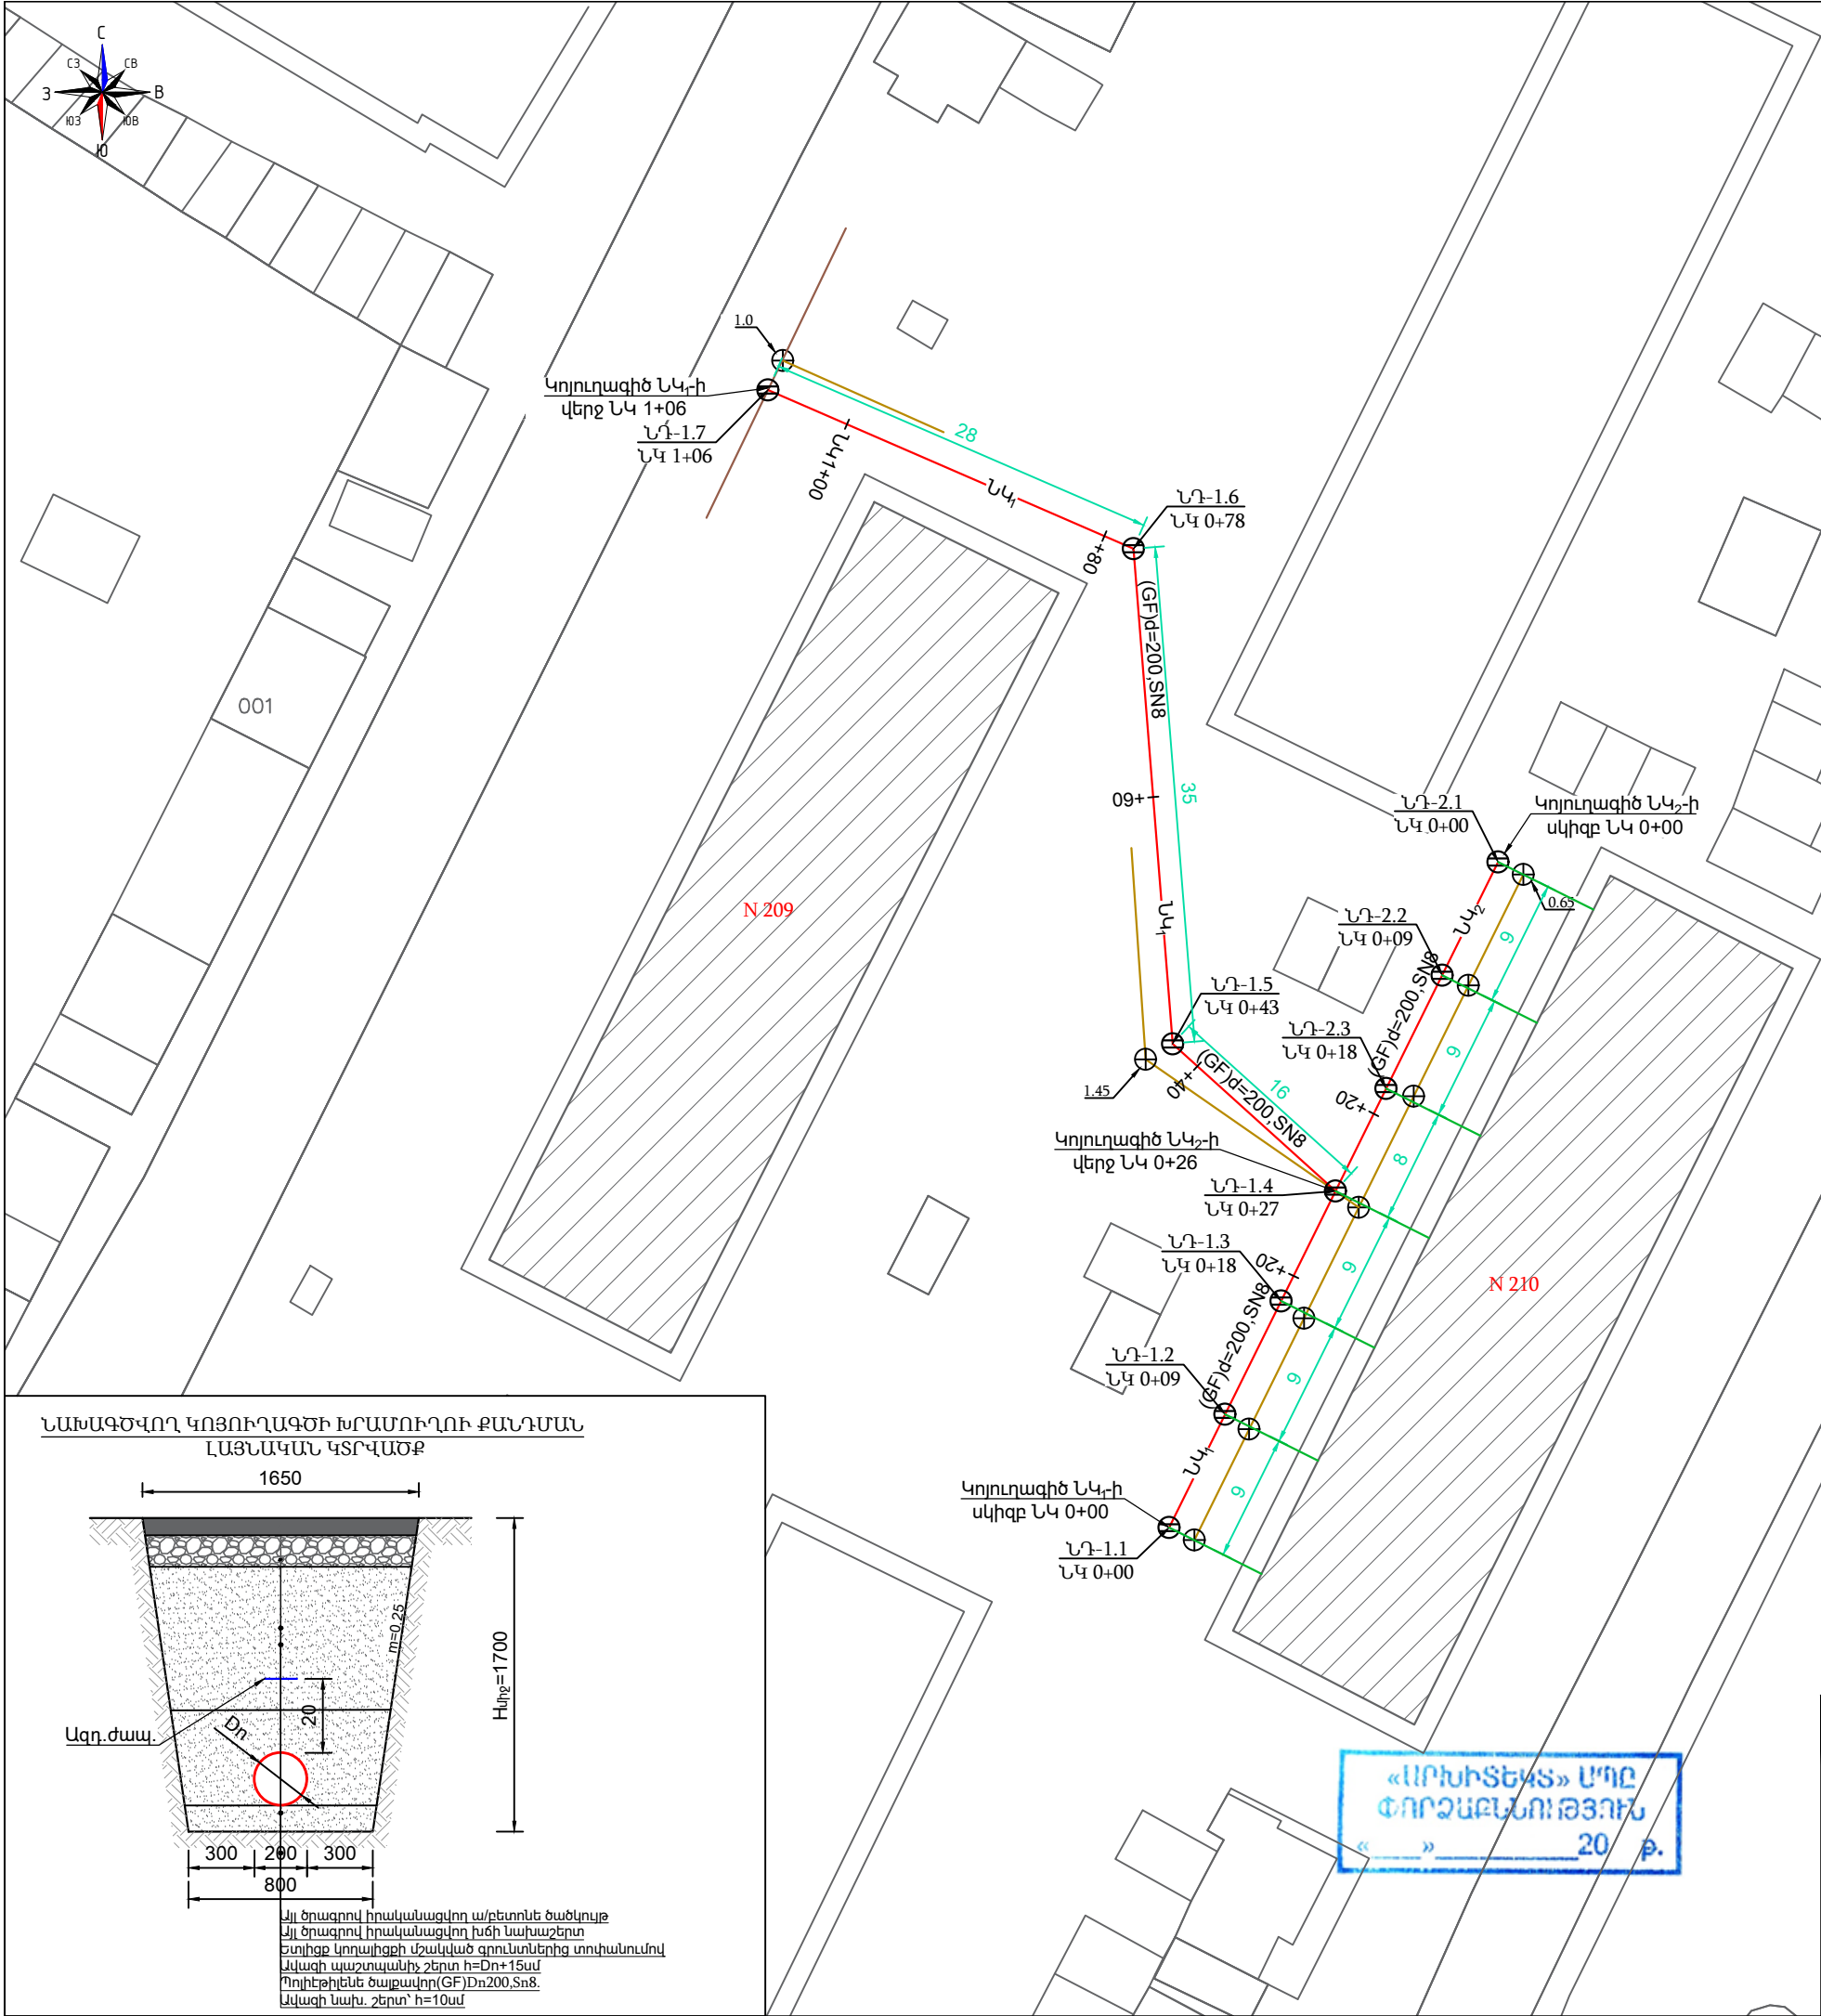 С
СЗ
СВ
З
В
ЮЗ
ЮВ
Ю
1.0
Կոյուղագիծ ՆԿ₁-ի
վերջ ՆԿ 1+06
ՆԴ-1.7
ՆԿ 1+06
28
ՆԿ1+00
ՆԿ₁
ՆԴ-1.6
ՆԿ 0+78
+80
(GF)d=200,SN8
001
35
+60
ՆԴ-2.1
ՆԿ 0+00
Կոյուղագիծ ՆԿ₂-ի
սկիզբ ՆԿ 0+00
N 209
ՆԿ₁
0.65
ՆԿ₂
ՆԴ-2.2
ՆԿ 0+09
9
(GF)d=200,SN8
ՆԴ-1.5
ՆԿ 0+43
ՆԴ-2.3
ՆԿ 0+18
9
1.45
+40
(GF)d=200,SN8
16
+20
Կոյուղագիծ ՆԿ₂-ի
վերջ ՆԿ 0+26
8
ՆԴ-1.4
ՆԿ 0+27
ՆԴ-1.3
ՆԿ 0+18
+20
9
N 210
(GF)d=200,SN8
ՆԴ-1.2
ՆԿ 0+09
9
ՆԿ₁
Կոյուղագիծ ՆԿ₁-ի
սկիզբ ՆԿ 0+00
9
ՆԴ-1.1
ՆԿ 0+00
ՆԱԽԱԳԾՎՈՂ ԿՈՅՈՒՂԱԳԾԻ ԽՐԱՄՈՒՂՈՒ ՔԱՆԴՄԱՆ
ԼԱՅՆԱԿԱՆ ԿՏՐՎԱԾՔ
1650
m=0,25
Hմիջ=1700
20
Ազդ.ժապ.
Dn
300
200
300
800
Այլ ծրագրով իրականացվող ա/բետոնե ծածկույթ
Այլ ծրագրով իրականացվող խճի նախաշերտ
Ետլիցք կողալիցքի մշակված գրունտներից տոփանումով
Ավազի պաշտպանիչ շերտ h=Dn+15սմ
Պոլիէթիլենե ծալքավոր(GF)Dn200,Sn8.
Ավազի նախ. շերտ՝ h=10սմ
«ԱՐԽԻՏԵԿՏ» ՍՊԸ
ՓՈՐՁԱՔՆՆՈՒԹՅՈՒՆ
«___»____________20 թ.